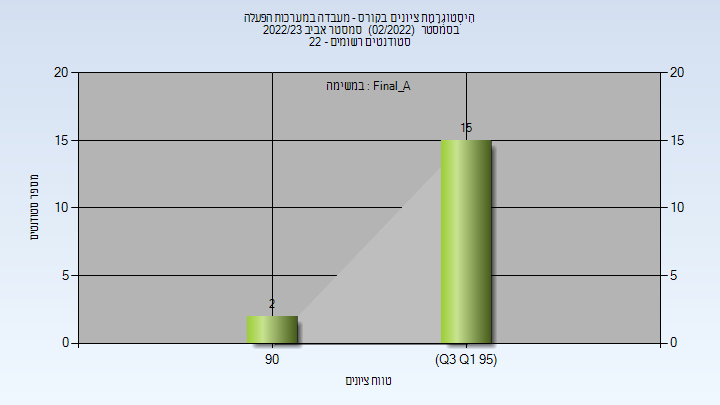 היסטוגרמת ציונים בקורס - מעבדה במערכות הפעלה
בסמסטר (02/2022) סמסטר אביב 2022/23
סטודנטים רשומים - 22
במשימה : Final_A
מספר סטודנטים
20
15
10
5
0
20
15
10
5
0
2
15
90
(Q3 Q1 95)
טווח ציונים